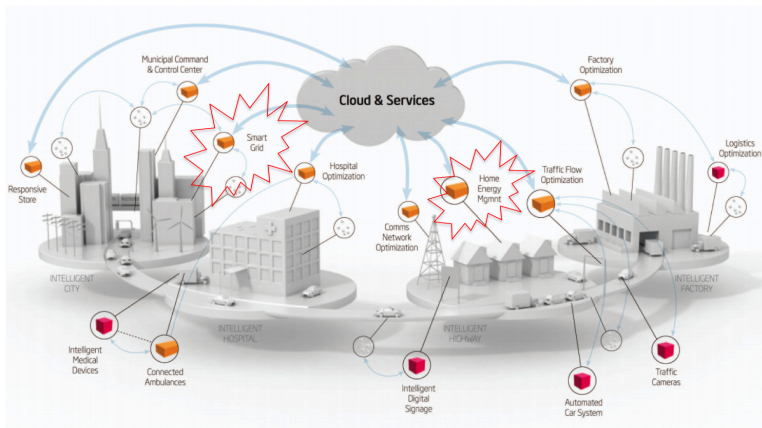 Municipal Command
& Control Center
Cloud & Services
Factory
Optimization
Smart
Grid
Logistics
Optimization
Hospital
Optimization
Home
Energy
Mgmnt
Traffic Flow
Optimization
Responsive
Store
Comms
Network
Optimization
INTELLIGENT
CITY
INTELLIGENT
FACTORY
INTELLIGENT
HOSPITAL
INTELLIGENT
HIGHWAY
Intelligent
Medical
Devices
Connected
Ambulances
Intelligent
Digital
Signage
Automated
Car System
Traffic
Cameras